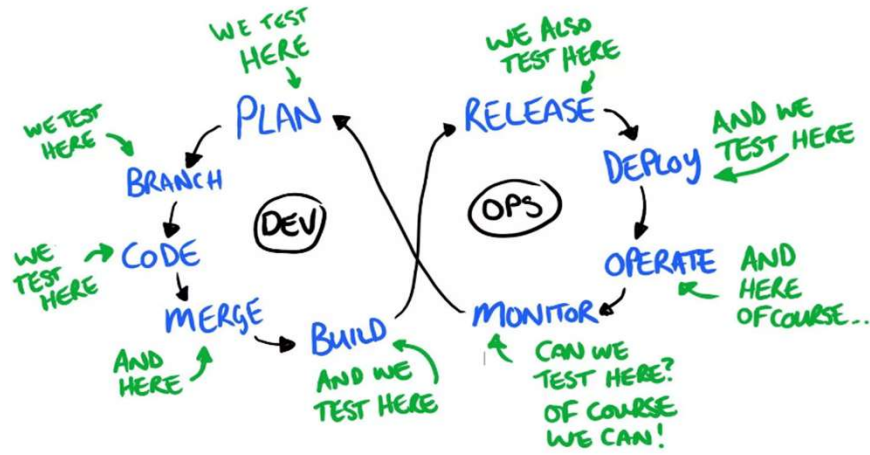 WE TEST
HERE
PLAN
WE TEST
HERE
BRANCH
WE
TEST
HERE
CODE
MERGE
AND
HERE
BUILD
AND WE
TEST HERE
DEV
WE ALSO
TEST HERE
RELEASE
AND WE
TEST HERE
DEPLOY
OPS
OPERATE
AND
HERE
OFCOURSE...
MONITOR
CAN WE
TEST HERE?
OF COURSE
WE CAN!